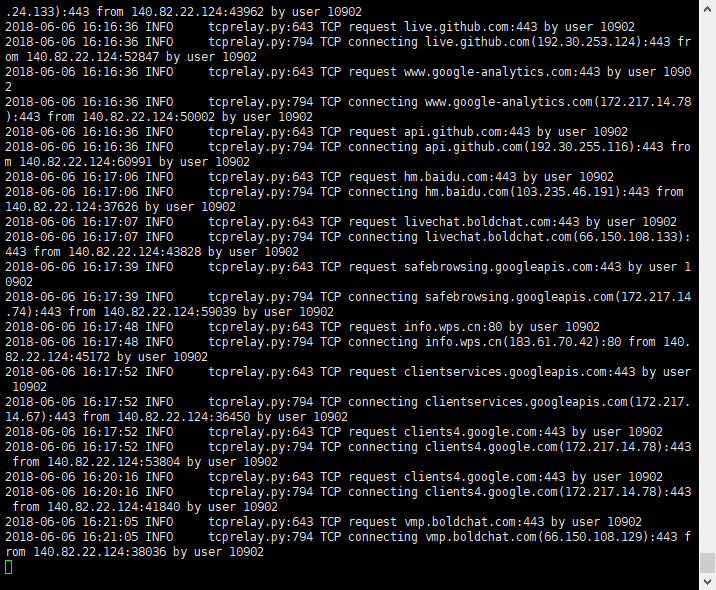 .24.133):443 from 140.82.22.124:43962 by user 10902
2018-06-06 16:16:36 INFO     tcprelay.py:643 TCP request live.github.com:443 by user 10902
2018-06-06 16:16:36 INFO     tcprelay.py:794 TCP connecting live.github.com(192.30.253.124):443 fr
om 140.82.22.124:52847 by user 10902
2018-06-06 16:16:36 INFO     tcprelay.py:643 TCP request www.google-analytics.com:443 by user 1090
2
2018-06-06 16:16:36 INFO     tcprelay.py:794 TCP connecting www.google-analytics.com(172.217.14.78
):443 from 140.82.22.124:50002 by user 10902
2018-06-06 16:16:36 INFO     tcprelay.py:643 TCP request api.github.com:443 by user 10902
2018-06-06 16:16:36 INFO     tcprelay.py:794 TCP connecting api.github.com(192.30.255.116):443 fro
m 140.82.22.124:60991 by user 10902
2018-06-06 16:17:06 INFO     tcprelay.py:643 TCP request hm.baidu.com:443 by user 10902
2018-06-06 16:17:06 INFO     tcprelay.py:794 TCP connecting hm.baidu.com(103.235.46.191):443 from
140.82.22.124:37626 by user 10902
2018-06-06 16:17:07 INFO     tcprelay.py:643 TCP request livechat.boldchat.com:443 by user 10902
2018-06-06 16:17:07 INFO     tcprelay.py:794 TCP connecting livechat.boldchat.com(66.150.108.133):
443 from 140.82.22.124:43828 by user 10902
2018-06-06 16:17:39 INFO     tcprelay.py:643 TCP request safebrowsing.googleapis.com:443 by user 1
0902
2018-06-06 16:17:39 INFO     tcprelay.py:794 TCP connecting safebrowsing.googleapis.com(172.217.14
.74):443 from 140.82.22.124:59039 by user 10902
2018-06-06 16:17:48 INFO     tcprelay.py:643 TCP request info.wps.cn:80 by user 10902
2018-06-06 16:17:48 INFO     tcprelay.py:794 TCP connecting info.wps.cn(183.61.70.42):80 from 140.
82.22.124:45172 by user 10902
2018-06-06 16:17:52 INFO     tcprelay.py:643 TCP request clientservices.googleapis.com:443 by user
 10902
2018-06-06 16:17:52 INFO     tcprelay.py:794 TCP connecting clientservices.googleapis.com(172.217.
14.67):443 from 140.82.22.124:36450 by user 10902
2018-06-06 16:17:52 INFO     tcprelay.py:643 TCP request clients4.google.com:443 by user 10902
2018-06-06 16:17:52 INFO     tcprelay.py:794 TCP connecting clients4.google.com(172.217.14.78):443
 from 140.82.22.124:53804 by user 10902
2018-06-06 16:20:16 INFO     tcprelay.py:643 TCP request clients4.google.com:443 by user 10902
2018-06-06 16:20:16 INFO     tcprelay.py:794 TCP connecting clients4.google.com(172.217.14.78):443
 from 140.82.22.124:41840 by user 10902
2018-06-06 16:21:05 INFO     tcprelay.py:643 TCP request vmp.boldchat.com:443 by user 10902
2018-06-06 16:21:05 INFO     tcprelay.py:794 TCP connecting vmp.boldchat.com(66.150.108.129):443 f
rom 140.82.22.124:38036 by user 10902